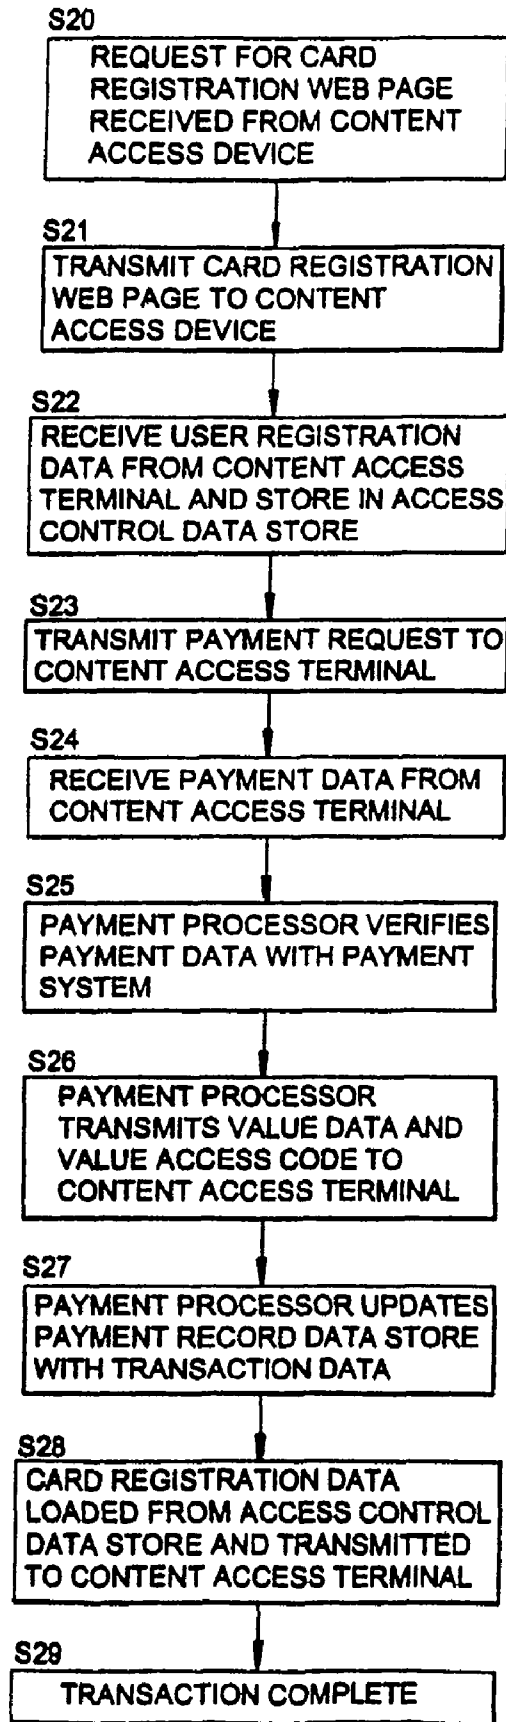 S20
REQUEST FOR CARD
REGISTRATION WEB PAGE
RECEIVED FROM CONTENT
ACCESS DEVICE
S21
TRANSMIT CARD REGISTRATION
WEB PAGE TO CONTENT
ACCESS DEVICE
S22
RECEIVE USER REGISTRATION
DATA FROM CONTENT ACCESS
TERMINAL AND STORE IN ACCESS
CONTROL DATA STORE
S23
TRANSMIT PAYMENT REQUEST TO
CONTENT ACCESS TERMINAL
S24
RECEIVE PAYMENT DATA FROM
CONTENT ACCESS TERMINAL
S25
PAYMENT PROCESSOR VERIFIES
PAYMENT DATA WITH PAYMENT
SYSTEM
S26
PAYMENT PROCESSOR
TRANSMITS VALUE DATA AND
VALUE ACCESS CODE TO
CONTENT ACCESS TERMINAL
S27
PAYMENT PROCESSOR UPDATES
PAYMENT RECORD DATA STORE
WITH TRANSACTION DATA
S28
CARD REGISTRATION DATA
LOADED FROM ACCESS CONTROL
DATA STORE AND TRANSMITTED
TO CONTENT ACCESS TERMINAL
S29
TRANSACTION COMPLETE